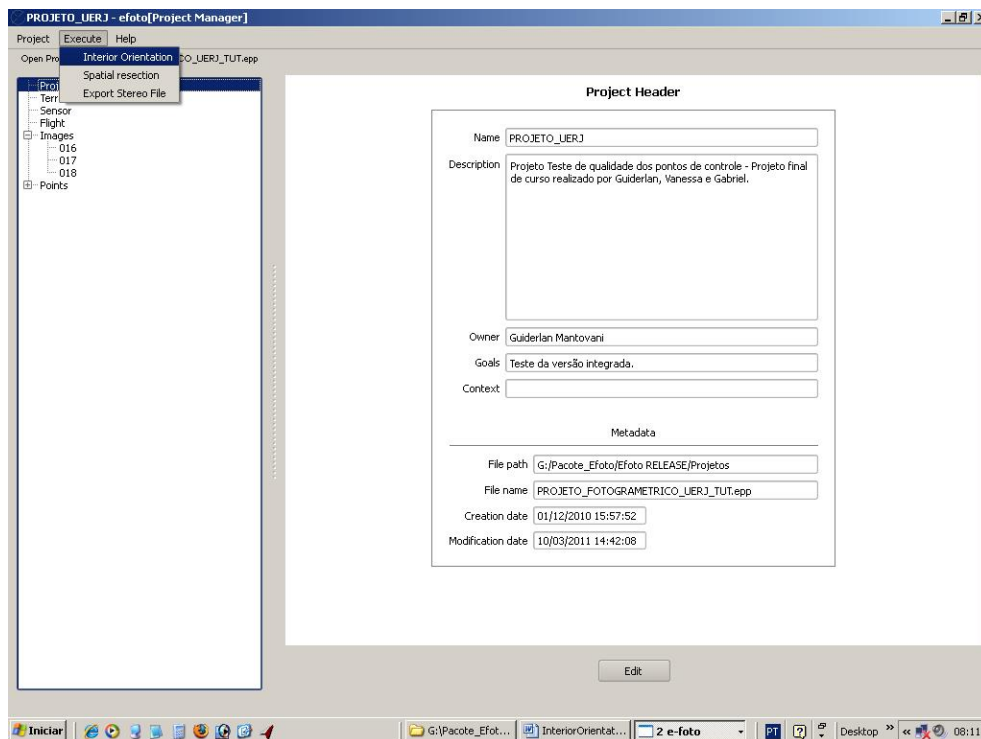 PROJETO_UERJ - efoto[Project Manager]
Project Execute Help
Open Pro
CO_UERJ_TUT.epp
Interior Orientation
Spatial resection
Export Stereo File
Proj
Terr
Sensor
Flight
Images
016
017
018
Points
Project Header
Name PROJETO_UERJ
Description Projeto Teste de qualidade dos pontos de controle - Projeto final
de curso realizado por Guiderlan, Vanessa e Gabriel.
Owner Guiderlan Mantovani
Goals Teste da versão integrada.
Context
Metadata
File path G:/Pacote_Efoto/Efoto RELEASE/Projetos
File name PROJETO_FOTOGRAMETRICO_UERJ_TUT.epp
Creation date 01/12/2010 15:57:52
Modification date 10/03/2011 14:42:08
Edit
Iniciar G:\Pacote_Efot... InteriorOrientat... 2 e-foto PT Desktop » « 08:11